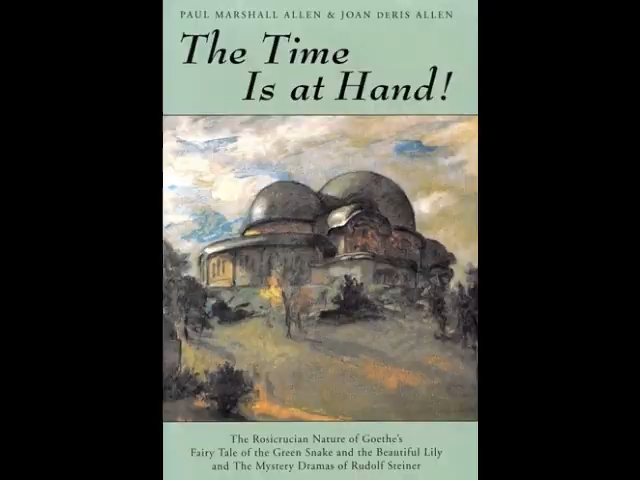 PAUL MARSHALL ALLEN & JOAN DERIS ALLEN
The Time
Is at Hand!
The Rosicrucian Nature of Goethe's
Fairy Tale of the Green Snake and the Beautiful Lily
and The Mystery Dramas of Rudolf Steiner